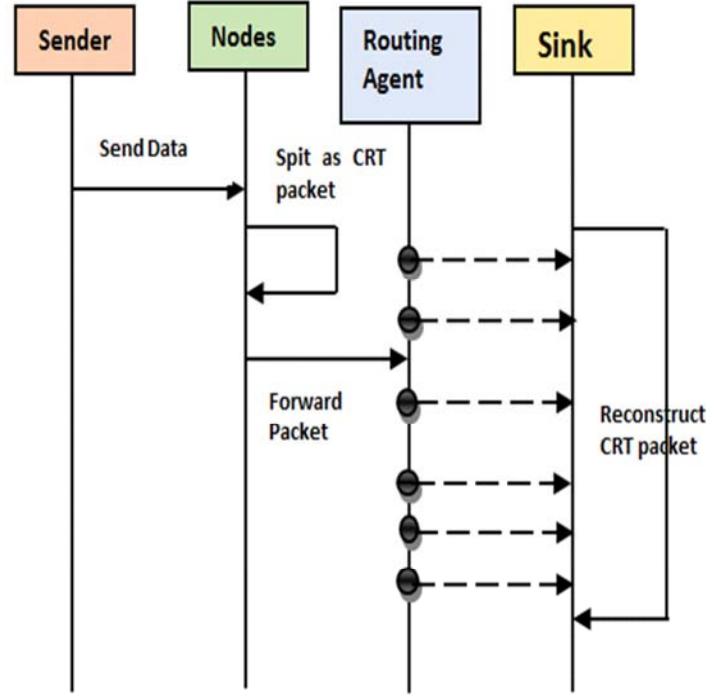 Sender
Nodes
Routing
Agent
Sink
Send Data
Spit as CRT
packet
Forward
Packet
Reconstruct
CRT packet